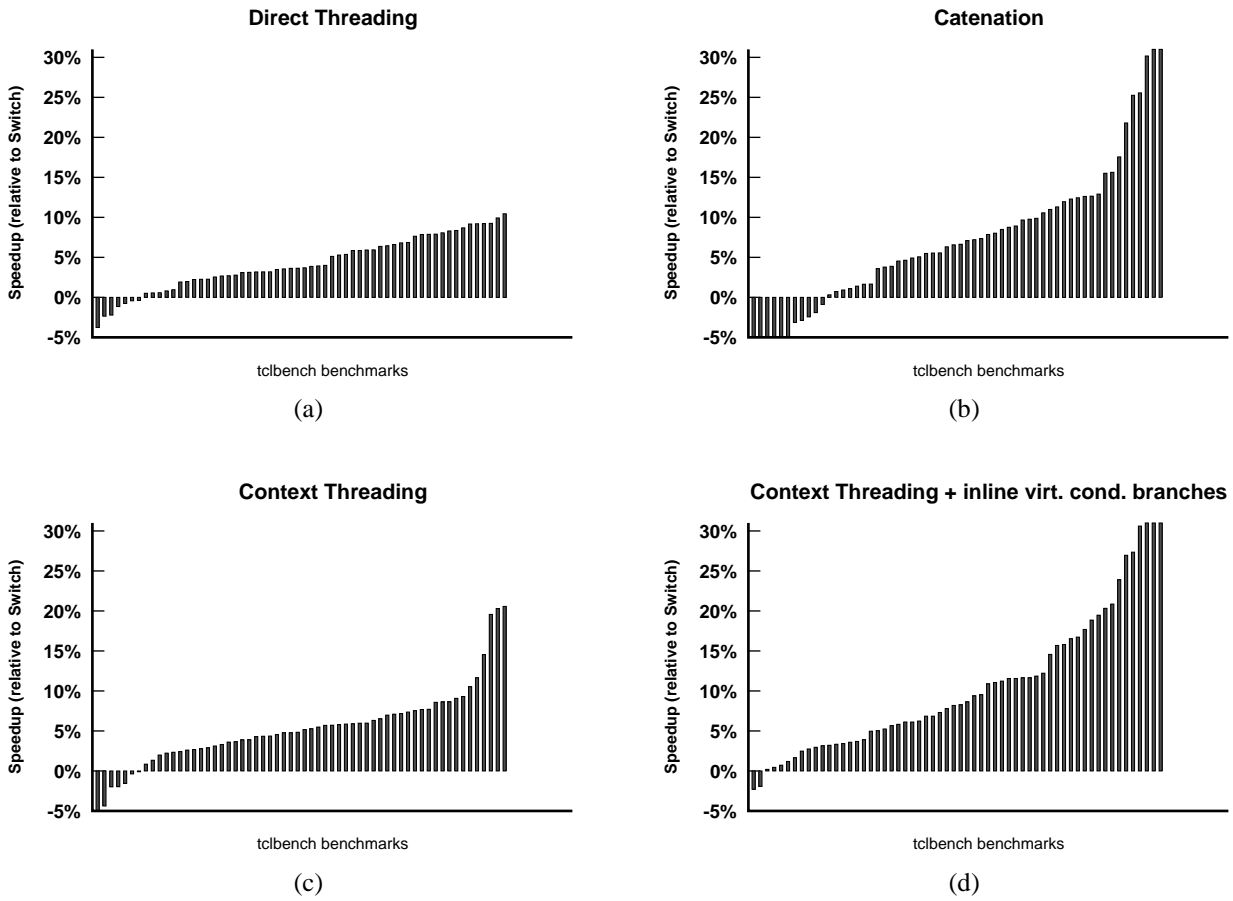 Direct Threading
30%
25%
20%
15%
10%
5%
0%
-5%
Speedup (relative to Switch)
tclbench benchmarks
(a)
Catenation
30%
25%
20%
15%
10%
5%
0%
-5%
Speedup (relative to Switch)
tclbench benchmarks
(b)
Context Threading
30%
25%
20%
15%
10%
5%
0%
-5%
Speedup (relative to Switch)
tclbench benchmarks
(c)
Context Threading + inline virt. cond. branches
30%
25%
20%
15%
10%
5%
0%
-5%
Speedup (relative to Switch)
tclbench benchmarks
(d)